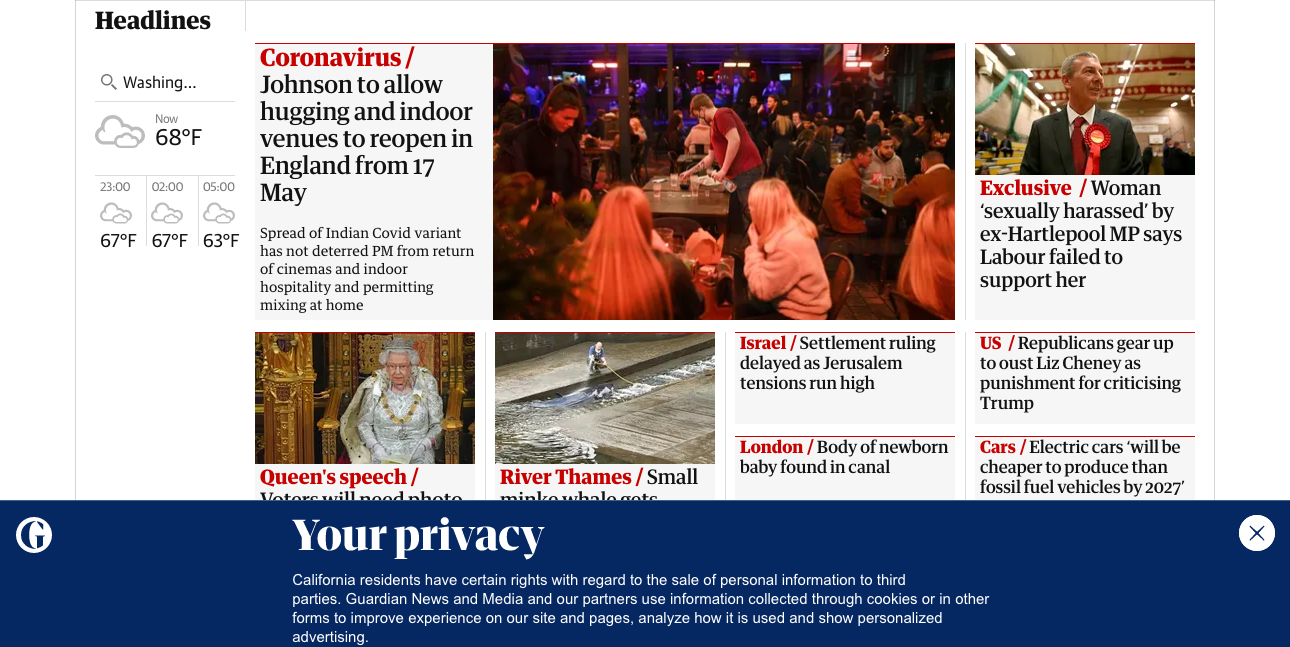 Headlines
Washing...
Now
68°F
23:00
02:00
05:00
67°F
67°F
63°F
Coronavirus /
Johnson to allow
hugging and indoor
venues to reopen in
England from 17
May
Spread of Indian Covid variant
has not deterred PM from return
of cinemas and indoor
hospitality and permitting
mixing at home
Exclusive / Woman
‘sexually harassed’ by
ex-Hartlepool MP says
Labour failed to
support her
Queen's speech /
Voters will need photo
River Thames / Small
minke whale gets
Israel / Settlement ruling
delayed as Jerusalem
tensions run high
London / Body of newborn
baby found in canal
US / Republicans gear up
to oust Liz Cheney as
punishment for criticising
Trump
Cars / Electric cars ‘will be
cheaper to produce than
fossil fuel vehicles by 2027’
G
Your privacy
California residents have certain rights with regard to the sale of personal information to third
parties. Guardian News and Media and our partners use information collected through cookies or in other
forms to improve experience on our site and pages, analyze how it is used and show personalized
advertising.